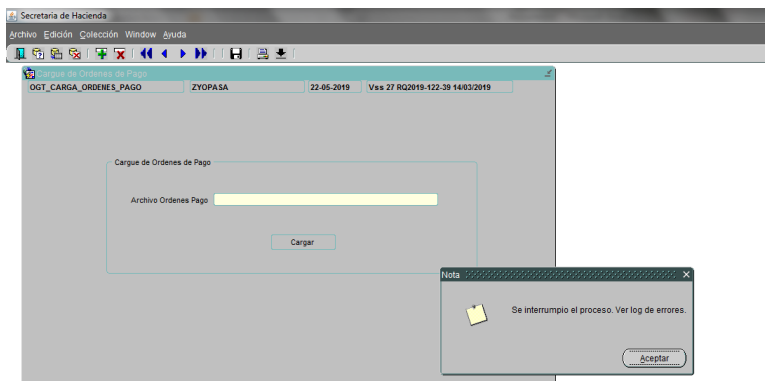 Secretaria de Hacienda
Archivo Edición Colección Window Ayuda
Cargue de Ordenes de Pago
OGT_CARGA_ORDENES_PAGO ZYOPASA 22-05-2019 Vss 27 RQ2019-122-39 14/03/2019
Cargue de Ordenes de Pago
Archivo Ordenes Pago
Cargar
Nota
Se interrumpio el proceso. Ver log de errores.
Aceptar